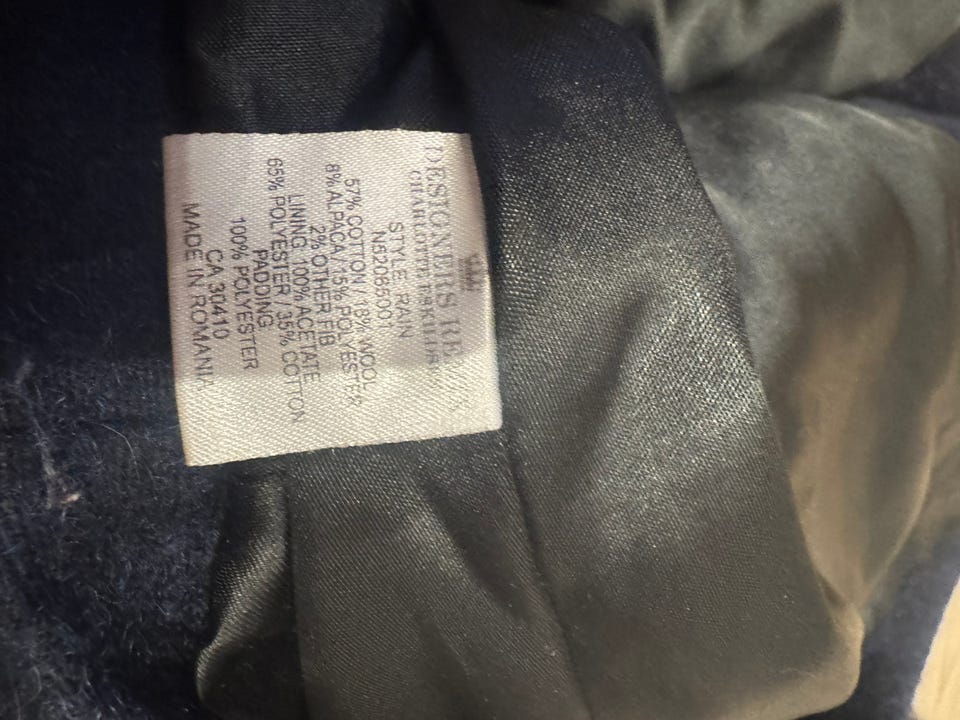 DESIGNERS REMIX
CHARLOTTE ESKILDSEN
STYLE: RAIN
57% COTTON / 18% WOOL
8% ALPACA / 15% POLYESTER
2% OTHER FIB
LINING 100% ACETATE
65% POLYESTER / 35% COTTON
PADDING
100% POLYESTER
CA 30410
MADE IN ROMANIA